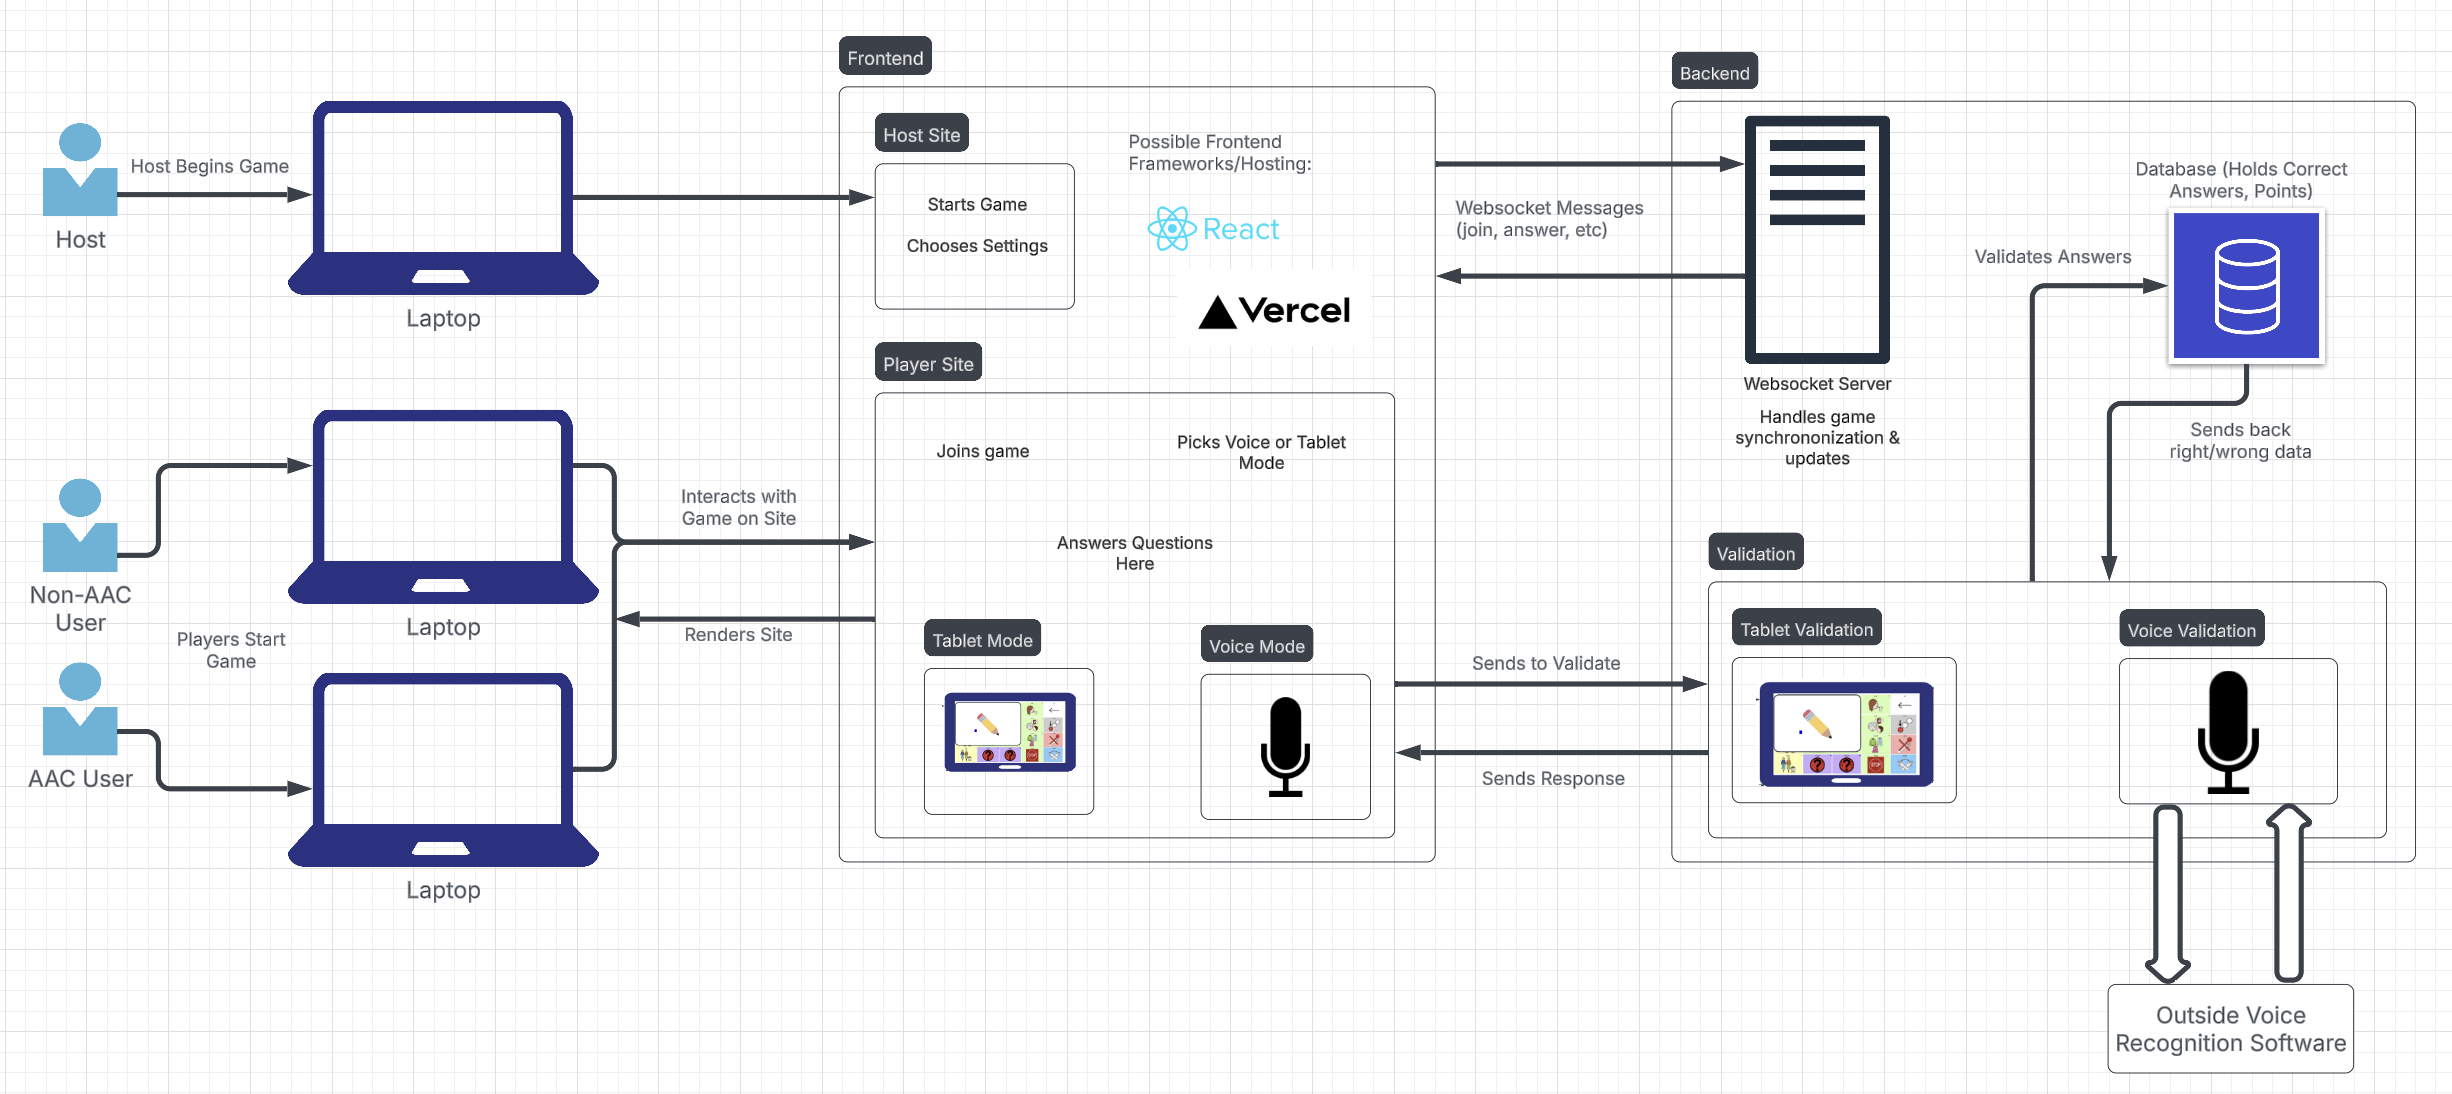 Frontend
Backend
Host Site
Possible Frontend
Frameworks/Hosting:
Host Begins Game
Database (Holds Correct
Answers, Points)
Starts Game
Websocket Messages
(join, answer, etc)
React
Host
Chooses Settings
Validates Answers
Vercel
Laptop
Player Site
Websocket Server
Handles game
synchrononization &
updates
Joins game
Picks Voice or Tablet
Mode
Sends back
right/wrong data
Interacts with
Game on Site
Answers Questions
Here
Validation
Non-AAC
User
Laptop
Players Start
Game
Renders Site
Tablet Mode
Voice Mode
Tablet Validation
Voice Validation
Sends to Validate
AAC User
Sends Response
Laptop
Outside Voice
Recognition Software